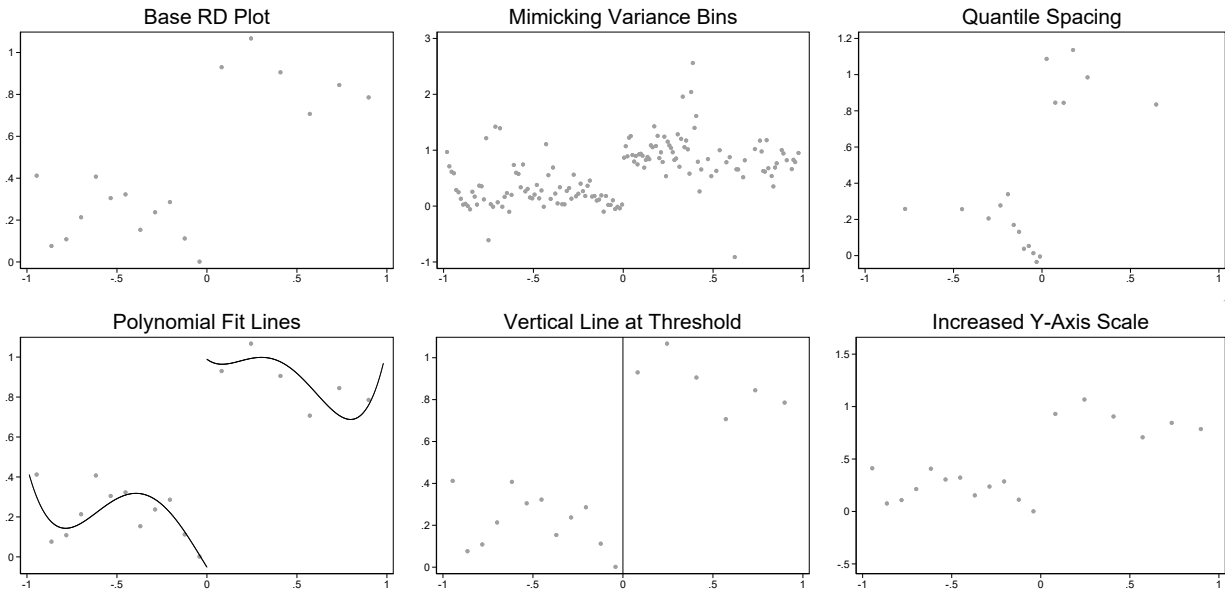 Base RD Plot
1
.8
.6
.4
.2
0
-1 -.5 0 .5 1
Mimicking Variance Bins
3
2
1
0
-1
-1 -.5 0 .5 1
Quantile Spacing
1.2
1
.8
.6
.4
.2
0
-1 -.5 0 .5 1
Polynomial Fit Lines
1
.8
.6
.4
.2
0
-1 -.5 0 .5 1
Vertical Line at Threshold
1
.8
.6
.4
.2
0
-1 -.5 0 .5 1
Increased Y-Axis Scale
1.5
1
.5
0
-.5
-1 -.5 0 .5 1